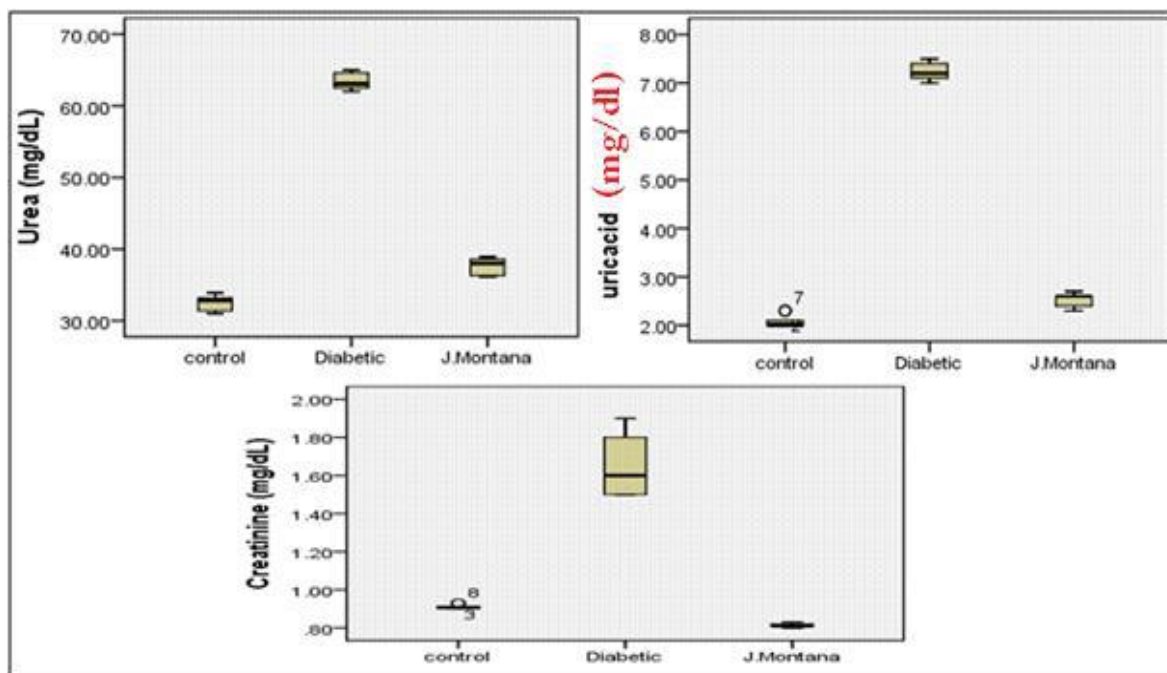 Urea (mg/dL)
70.00
60.00
50.00
40.00
30.00
control
Diabetic
J.Montana
uricacid (mg/dl)
8.00
7.00
6.00
5.00
4.00
3.00
2.00
7
control
Diabetic
J.Montana
Creatinine (mg/dL)
2.00
1.80
1.60
1.40
1.20
1.00
.80
8
3
control
Diabetic
J.Montana